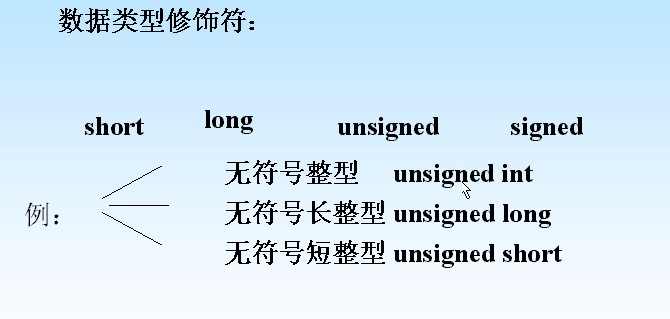 数据类型修饰符：
short long unsigned signed
例：
无符号整型 unsigned int
无符号长整型 unsigned long
无符号短整型 unsigned short